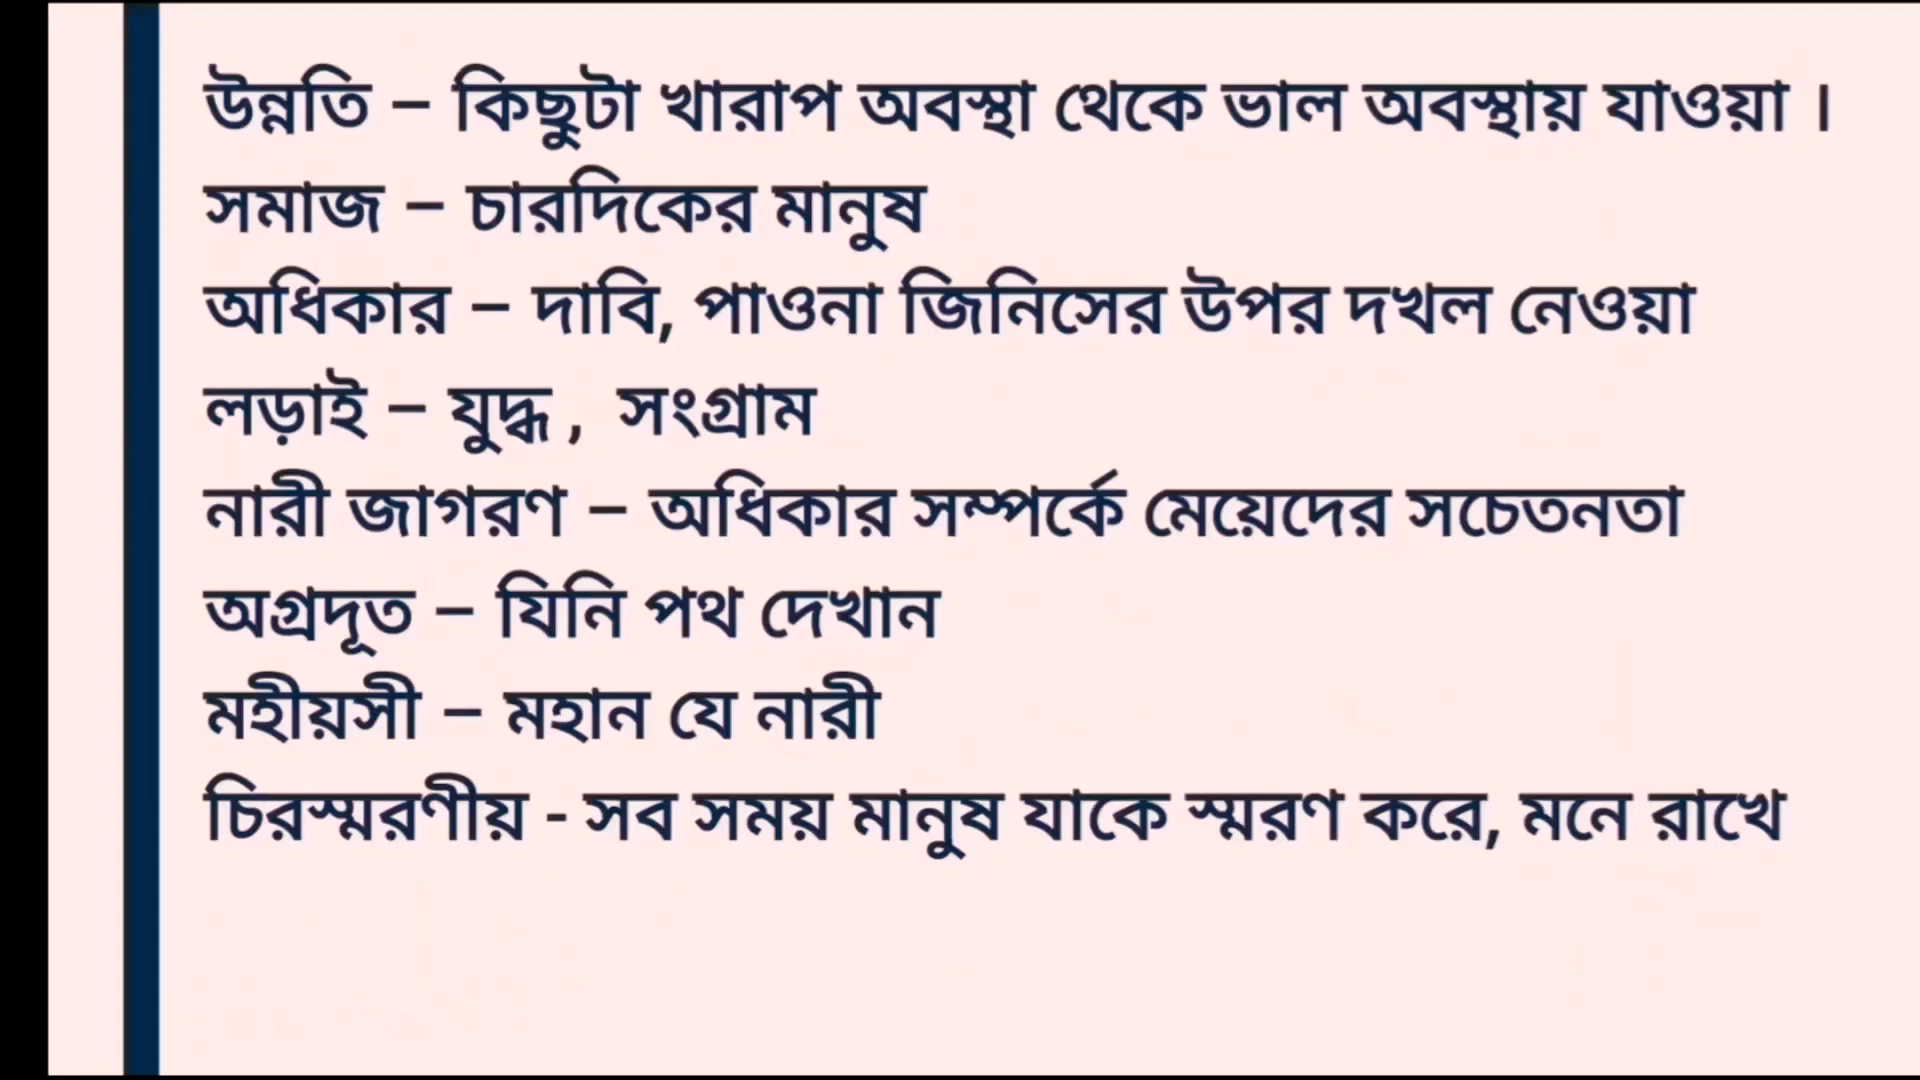 উন্নতি – কিছুটা খারাপ অবস্থা থেকে ভাল অবস্থায় যাওয়া ।
সমাজ – চারদিকের মানুষ
অধিকার – দাবি, পাওনা জিনিসের উপর দখল নেওয়া
লড়াই – যুদ্ধ , সংগ্রাম
নারী জাগরণ – অধিকার সম্পর্কে মেয়েদের সচেতনতা
অগ্রদূত – যিনি পথ দেখান
মহীয়সী – মহান যে নারী
চিরস্মরণীয় - সব সময় মানুষ যাকে স্মরণ করে, মনে রাখে